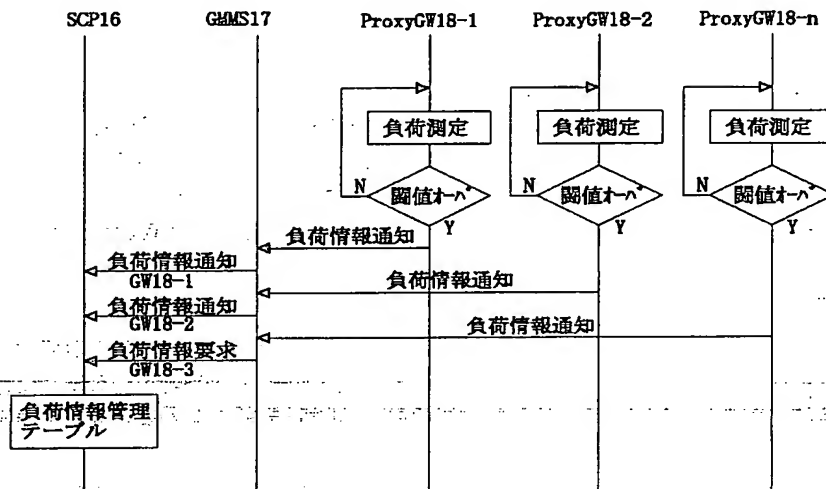 SCP16 GMMS17 ProxyGW18-1 ProxyGW18-2 ProxyGW18-n
負荷測定 負荷測定 負荷測定
N 閾値オーバ N 閾値オーバ N 閾値オーバ
Y Y Y
負荷情報通知
負荷情報通知
GW18-1
負荷情報通知
負荷情報通知
GW18-2
負荷情報通知
負荷情報要求
GW18-3
負荷情報管理
テーブル